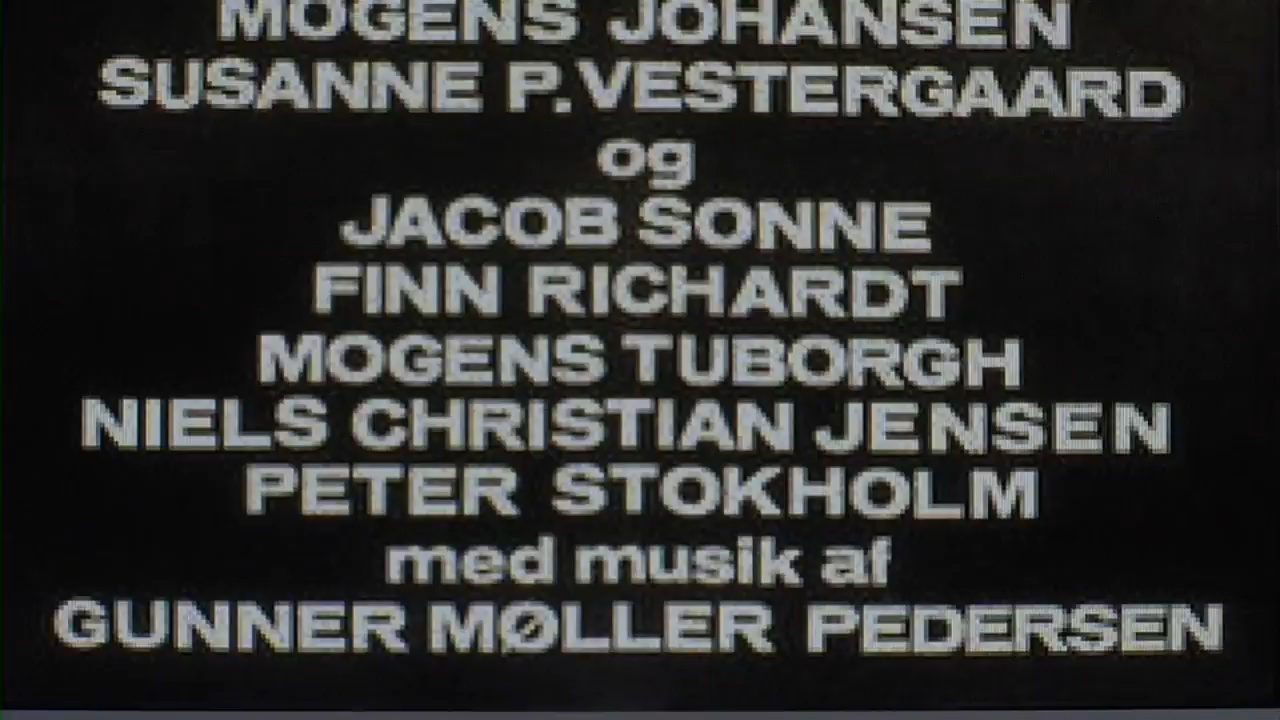 MOGENS JOHANSEN
SUSANNE P. VESTERGAARD
og
JACOB SONNE
FINN RICHARDT
MOGENS TUBORGH
NIELS CHRISTIAN JENSEN
PETER STOKHOLM
med musik af
GUNNER MØLLER PEDERSEN